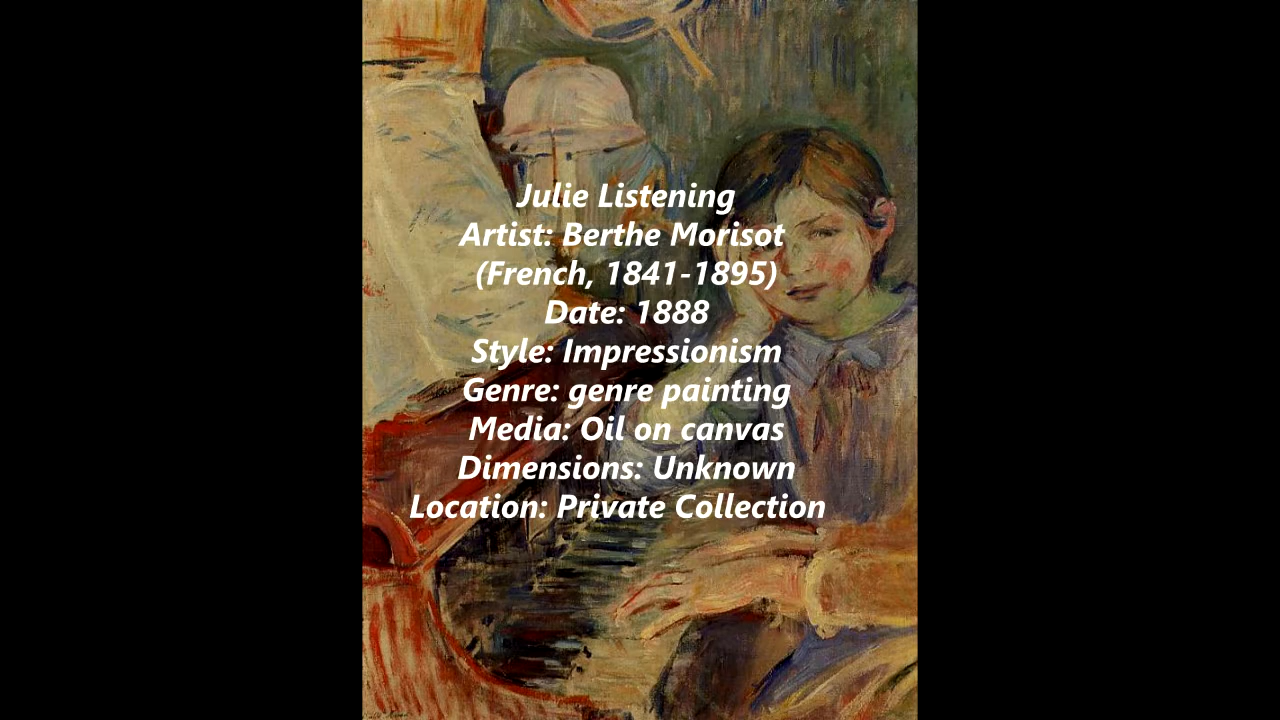 Julie Listening
Artist: Berthe Morisot
(French, 1841-1895)
Date: 1888
Style: Impressionism
Genre: genre painting
Media: Oil on canvas
Dimensions: Unknown
Location: Private Collection